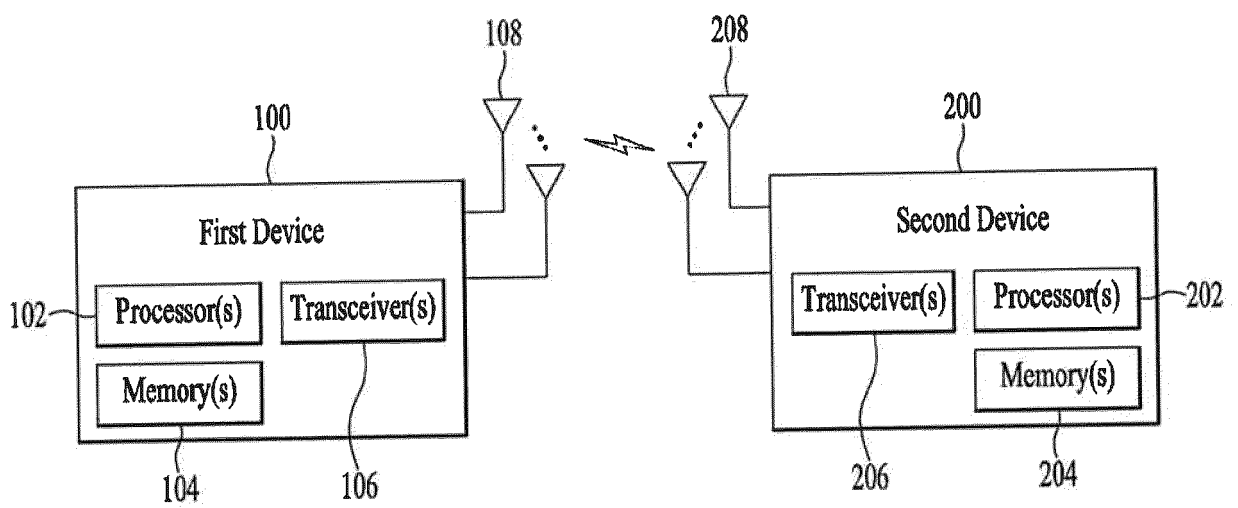 108
208
100
200
First Device
Second Device
102
Processor(s)
Transceiver(s)
Transceiver(s)
Processor(s)
202
Memory(s)
Memory(s)
104
106
206
204